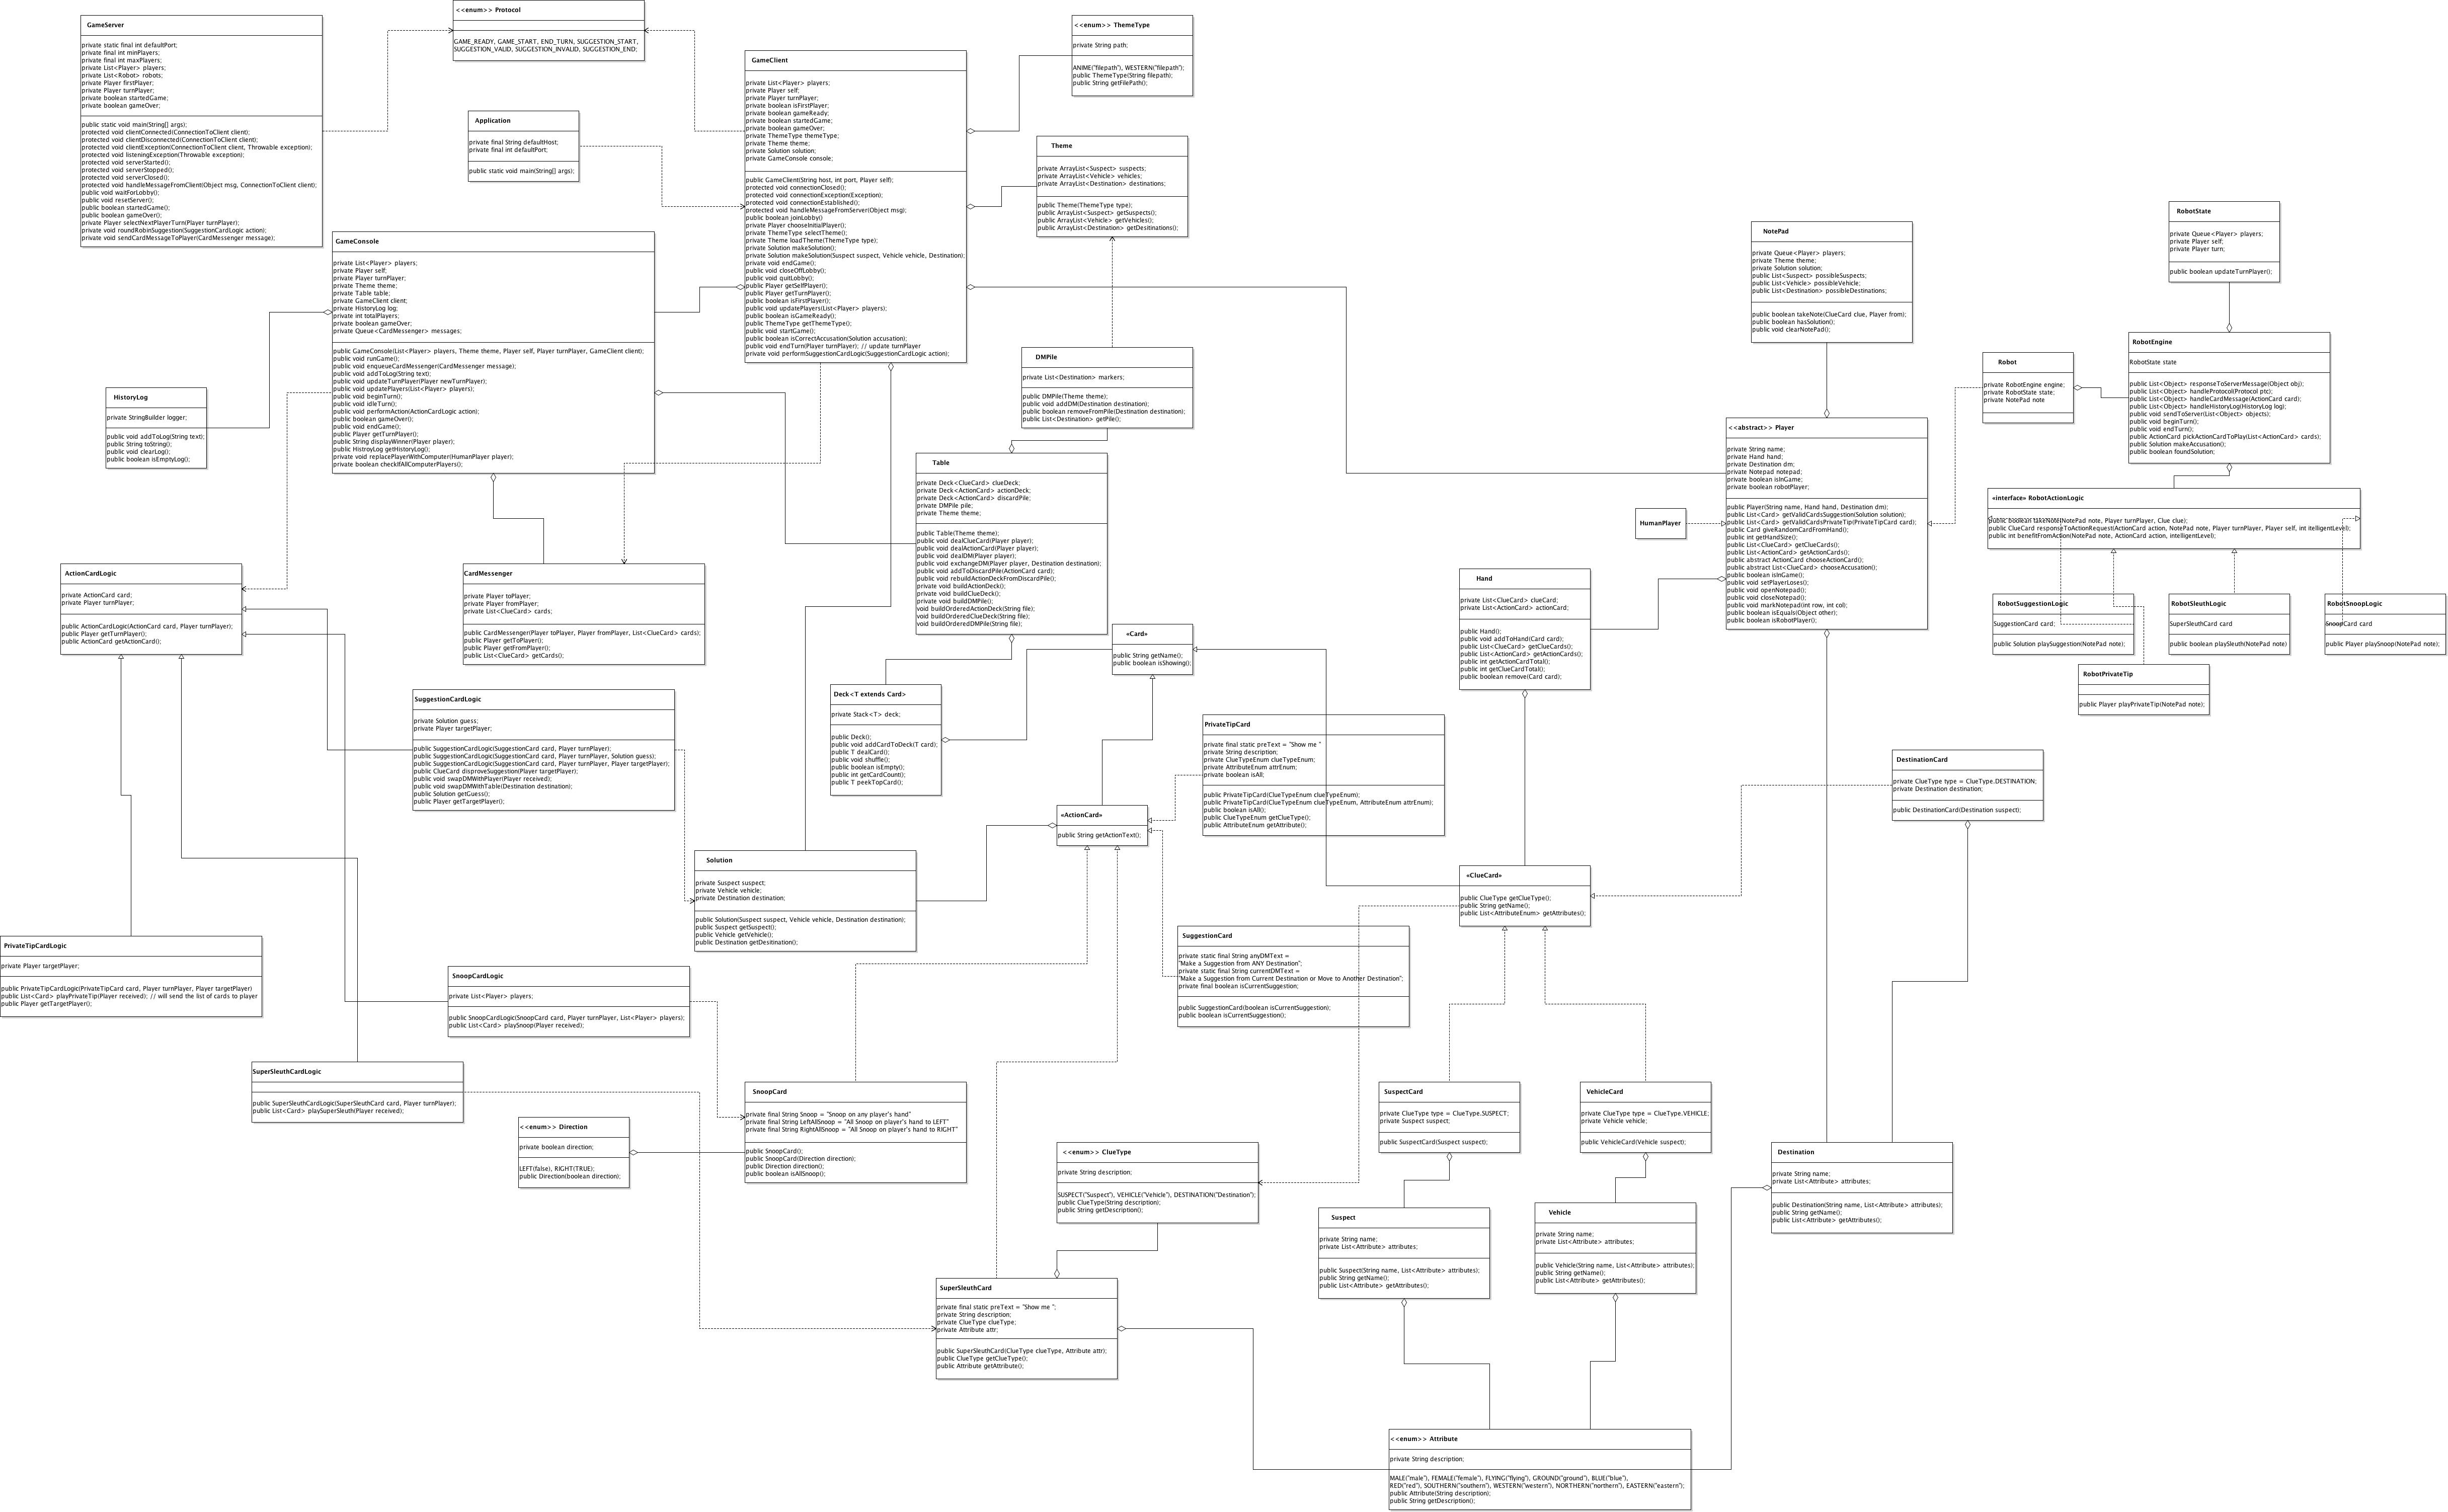 GameServer
private static final int defaultPort;
private final int minPlayers;
private final int maxPlayers;
private List<Player> players;
private List<Robot> robots;
private Player firstPlayer;
private Player turnPlayer;
private boolean startedGame;
private boolean gameOver;
public static void main(String[] args);
protected void clientConnected(ConnectionToClient client);
protected void clientDisconnected(ConnectionToClient client);
protected void clientException(ConnectionToClient client, Throwable exception);
protected void listeningException(Throwable exception);
protected void serverStarted();
protected void serverStopped();
protected void serverClosed();
protected void handleMessageFromClient(Object msg, ConnectionToClient client);
public void waitForLobby();
public void resetServer();
public boolean startedGame();
public boolean gameOver();
private Player selectNextPlayerTurn(Player turnPlayer);
private void roundRobinSuggestion(SuggestionCardLogic action);
private void sendCardMessageToPlayer(CardMessenger message);
<<enum>> Protocol
GAME_READY, GAME_START, END_TURN, SUGGESTION_START,
SUGGESTION_VALID, SUGGESTION_INVALID, SUGGESTION_END;
Application
private final String defaultHost;
private final int defaultPort;
public static void main(String[] args);
GameClient
private List<Player> players;
private Player self;
private Player turnPlayer;
private boolean isFirstPlayer;
private boolean gameReady;
private boolean startedGame;
private boolean gameOver;
private ThemeType themeType;
private Theme theme;
private Solution solution;
private GameConsole console;
public GameClient(String host, int port, Player self);
protected void connectionClosed();
protected void connectionException(Exception);
protected void connectionEstablished();
protected void handleMessageFromServer(Object msg);
public boolean joinLobby()
private Player chooseInitialPlayer();
private ThemeType selectTheme();
private Theme loadTheme(ThemeType type);
private Solution makeSolution();
private Solution makeSolution(Suspect suspect, Vehicle vehicle, Destination);
private void endGame();
public void closeOffLobby();
public void quitLobby();
public Player getSelfPlayer();
public Player getTurnPlayer();
public boolean isFirstPlayer();
public void updatePlayers(List<Player> players);
public boolean isGameReady();
public ThemeType getThemeType();
public void startGame();
public boolean isCorrectAccusation(Solution accusation);
public void endTurn(Player turnPlayer); // update turnPlayer
private void performSuggestionCardLogic(SuggestionCardLogic action);
<<enum>> ThemeType
private String path;
ANIME("filepath"), WESTERN("filepath");
public ThemeType(String filepath);
public String getFilePath();
Theme
private ArrayList<Suspect> suspects;
private ArrayList<Vehicle> vehicles;
private ArrayList<Destination> destinations;
public Theme(ThemeType type);
public ArrayList<Suspect> getSuspects();
public ArrayList<Vehicle> getVehicles();
public ArrayList<Destination> getDesitinations();
GameConsole
private List<Player> players;
private Player self;
private Player turnPlayer;
private Theme theme;
private Table table;
private GameClient client;
private HistoryLog log;
private int totalPlayers;
private boolean gameOver;
private Queue<CardMessenger> messages;
public GameConsole(List<Player> players, Theme theme, Player self, Player turnPlayer, GameClient client);
public void runGame();
public void enqueueCardMessenger(CardMessenger message);
public void addToLog(String text);
public void updateTurnPlayer(Player newTurnPlayer);
public void updatePlayers(List<Player> players);
public void beginTurn();
public void idleTurn();
public void performAction(ActionCardLogic action);
public boolean gameOver();
public void endGame();
public Player getTurnPlayer();
public String displayWinner(Player player);
public HistroyLog getHistoryLog();
private void replacePlayerWithComputer(HumanPlayer player);
private boolean checkIfAllComputerPlayers();
HistoryLog
private StringBuilder logger;
public void addToLog(String text);
public String toString();
public void clearLog();
public boolean isEmptyLog();
DMPile
private List<Destination> markers;
public DMPile(Theme theme);
public void addDM(Destination destination);
public boolean removeFromPile(Destination destination);
public List<Destination> getPile();
Table
private Deck<ClueCard> clueDeck;
private Deck<ActionCard> actionDeck;
private Deck<ActionCard> discardPile;
private DMPile pile;
private Theme theme;
public Table(Theme theme);
public void dealClueCard(Player player);
public void dealActionCard(Player player);
public void dealDM(Player player);
public void exchangeDM(Player player, Destination destination);
public void addToDiscardPile(ActionCard card);
public void rebuildActionDeckFromDiscardPile();
private void buildActionDeck();
private void buildClueDeck();
private void buildDMPile();
void buildOrderedActionDeck(String file);
void buildOrderedClueDeck(String file);
void buildOrderedDMPile(String file);
NotePad
private Queue<Player> players;
private Theme theme;
private Solution solution;
public List<Suspect> possibleSuspects;
public List<Vehicle> possibleVehicle;
public List<Destination> possibleDestinations;
public boolean takeNote(ClueCard clue, Player from);
public boolean hasSolution();
public void clearNotePad();
RobotState
private Queue<Player> players;
private Player self;
private Player turn;
public boolean updateTurnPlayer();
Robot
private RobotEngine engine;
private RobotState state;
private NotePad note
RobotEngine
RobotState state
public List<Object> responseToServerMessage(Object obj);
public List<Object> handleProtocol(Protocol ptc);
public List<Object> handleCardMessage(ActionCard card);
public List<Object> handleHistoryLog(HistoryLog log);
public void sendToServer(List<Object> objects);
public void beginTurn();
public void endTurn();
public ActionCard pickActionCardToPlay(List<ActionCard> cards);
public Solution makeAccusation();
public boolean foundSolution;
<<abstract>> Player
private String name;
private Hand hand;
private Destination dm;
private Notepad notepad;
private boolean isInGame;
private boolean robotPlayer;
public Player(String name, Hand hand, Destination dm);
public List<Card> getValidCardsSuggestion(Solution solution);
public List<Card> getValidCardsPrivateTip(PrivateTipCard card);
public Card giveRandomCardFromHand();
public int getHandSize();
public List<ClueCard> getClueCards();
public List<ActionCard> getActionCards();
public abstract ActionCard chooseActionCard();
public abstract List<ClueCard> chooseAccusation();
public boolean isInGame();
public void setPlayerLoses();
public void openNotepad();
public void closeNotepad();
public void markNotepad(int row, int col);
public boolean isEquals(Object other);
public boolean isRobotPlayer();
HumanPlayer
«interface» RobotActionLogic
public boolean takeNote(NotePad note, Player turnPlayer, Clue clue);
public ClueCard responseToActionRequest(ActionCard action, NotePad note, Player turnPlayer, Player self, int itelligentLevel);
public int benefitFromAction(NotePad note, ActionCard action, intelligentLevel);
RobotSuggestionLogic
SuggestionCard card;
public Solution playSuggestion(NotePad note);
RobotSleuthLogic
SuperSleuthCard card
public boolean playSleuth(NotePad note)
RobotSnoopLogic
SnoopCard card
public Player playSnoop(NotePad note);
RobotPrivateTip
public Player playPrivateTip(NotePad note);
ActionCardLogic
private ActionCard card;
private Player turnPlayer;
public ActionCardLogic(ActionCard card, Player turnPlayer);
public Player getTurnPlayer();
public ActionCard getActionCard();
CardMessenger
private Player toPlayer;
private Player fromPlayer;
private List<ClueCard> cards;
public CardMessenger(Player toPlayer, Player fromPlayer, List<ClueCard> cards);
public Player getToPlayer();
public Player getFromPlayer();
public List<ClueCard> getCards();
Hand
private List<ClueCard> clueCard;
private List<ActionCard> actionCard;
public Hand();
public void addToHand(Card card);
public List<ClueCard> getClueCards();
public List<ActionCard> getActionCards();
public int getActionCardTotal();
public int getClueCardTotal();
public boolean remove(Card card);
«Card»
public String getName();
public boolean isShowing();
Deck<T extends Card>
private Stack<T> deck;
public Deck();
public void addCardToDeck(T card);
public T dealCard();
public void shuffle();
public boolean isEmpty();
public int getCardCount();
public T peekTopCard();
SuggestionCardLogic
private Solution guess;
private Player targetPlayer;
public SuggestionCardLogic(SuggestionCard card, Player turnPlayer);
public SuggestionCardLogic(SuggestionCard card, Player turnPlayer, Solution guess);
public SuggestionCardLogic(SuggestionCard card, Player turnPlayer, Player targetPlayer);
public ClueCard disproveSuggestion(Player targetPlayer);
public void swapDMWithPlayer(Player received);
public void swapDMWithTable(Destination destination);
public Solution getGuess();
public Player getTargetPlayer();
PrivateTipCard
private final static preText = "Show me "
private String description;
private ClueTypeEnum clueTypeEnum;
private AttributeEnum attrEnum;
private boolean isAll;
public PrivateTipCard(ClueTypeEnum clueTypeEnum);
public PrivateTipCard(ClueTypeEnum clueTypeEnum, AttributeEnum attrEnum);
public boolean isAll();
public ClueTypeEnum getClueType();
public AttributeEnum getAttribute();
DestinationCard
private ClueType type = ClueType.DESTINATION;
private Destination destination;
public DestinationCard(Destination suspect);
«ActionCard»
public String getActionText();
Solution
private Suspect suspect;
private Vehicle vehicle;
private Destination destination;
public Solution(Suspect suspect, Vehicle vehicle, Destination destination);
public Suspect getSuspect();
public Vehicle getVehicle();
public Destination getDesitination();
«ClueCard»
public ClueType getClueType();
public String getName();
public List<AttributeEnum> getAttributes();
SuggestionCard
private static final String anyDMText =
"Make a Suggestion from ANY Destination";
private static final String currentDMText =
"Make a Suggestion from Current Destination or Move to Another Destination";
private final boolean isCurrentSuggestion;
public SuggestionCard(boolean isCurrentSuggestion);
public boolean isCurrentSuggestion();
PrivateTipCardLogic
private Player targetPlayer;
public PrivateTipCardLogic(PrivateTipCard card, Player turnPlayer, Player targetPlayer)
public List<Card> playPrivateTip(Player received); // will send the list of cards to player
public Player getTargetPlayer();
SnoopCardLogic
private List<Player> players;
public SnoopCardLogic(SnoopCard card, Player turnPlayer, List<Player> players);
public List<Card> playSnoop(Player received);
SuperSleuthCardLogic
public SuperSleuthCardLogic(SuperSleuthCard card, Player turnPlayer);
public List<Card> playSuperSleuth(Player received);
SnoopCard
private final String Snoop = "Snoop on any player's hand"
private final String LeftAllSnoop = "All Snoop on player's hand to LEFT"
private final String RightAllSnoop = "All Snoop on player's hand to RIGHT"
public SnoopCard();
public SnoopCard(Direction direction);
public Direction direction();
public boolean isAllSnoop();
<<enum>> Direction
private boolean direction;
LEFT(false), RIGHT(TRUE);
public Direction(boolean direction);
<<enum>> ClueType
private String description;
SUSPECT("Suspect"), VEHICLE("Vehicle"), DESTINATION("Destination");
public ClueType(String description);
public String getDescription();
SuspectCard
private ClueType type = ClueType.SUSPECT;
private Suspect suspect;
public SuspectCard(Suspect suspect);
VehicleCard
private ClueType type = ClueType.VEHICLE;
private Vehicle vehicle;
public VehicleCard(Vehicle suspect);
Destination
private String name;
private List<Attribute> attributes;
public Destination(String name, List<Attribute> attributes);
public String getName();
public List<Attribute> getAttributes();
Suspect
private String name;
private List<Attribute> attributes;
public Suspect(String name, List<Attribute> attributes);
public String getName();
public List<Attribute> getAttributes();
Vehicle
private String name;
private List<Attribute> attributes;
public Vehicle(String name, List<Attribute> attributes);
public String getName();
public List<Attribute> getAttributes();
SuperSleuthCard
private final static preText = "Show me ";
private String description;
private ClueType clueType;
private Attribute attr;
public SuperSleuthCard(ClueType clueType, Attribute attr);
public ClueType getClueType();
public Attribute getAttribute();
<<enum>> Attribute
private String description;
MALE("male"), FEMALE("female"), FLYING("flying"), GROUND("ground"), BLUE("blue"),
RED("red"), SOUTHERN("southern"), WESTERN("western"), NORTHERN("northern"), EASTERN("eastern");
public Attribute(String description);
public String getDescription();